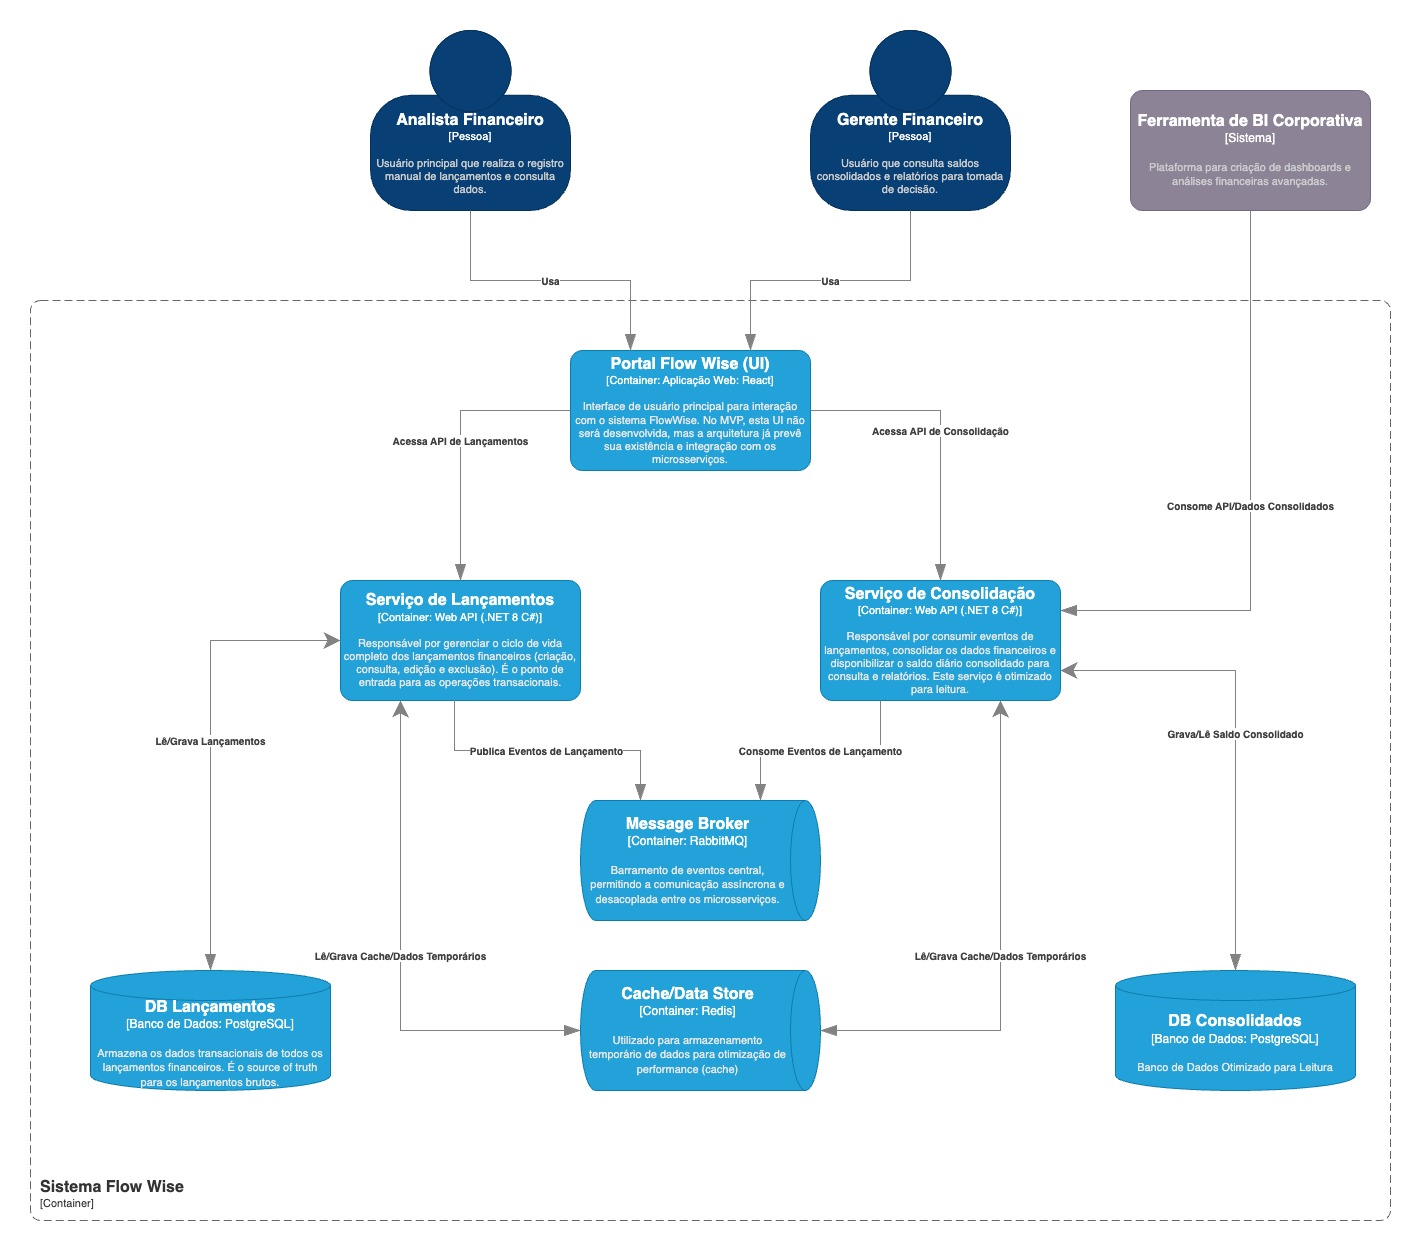 Analista Financeiro
[Pessoa]
Usuário principal que realiza o registro
manual de lançamentos e consulta
dados.
Gerente Financeiro
[Pessoa]
Usuário que consulta saldos
consolidados e relatórios para tomada
de decisão.
Ferramenta de BI Corporativa
[Sistema]
Plataforma para criação de dashboards e
análises financeiras avançadas.
Usa
Usa
Portal Flow Wise (UI)
[Container: Aplicação Web: React]
Interface de usuário principal para interação
com o sistema FlowWise. No MVP, esta UI não
será desenvolvida, mas a arquitetura já prevê
sua existência e integração com os
microsserviços.
Acessa API de Lançamentos
Acessa API de Consolidação
Consome API/Dados Consolidados
Serviço de Lançamentos
[Container: Web API (.NET 8 C#)]
Responsável por gerenciar o ciclo de vida
completo dos lançamentos financeiros (criação,
consulta, edição e exclusão). É o ponto de
entrada para as operações transacionais.
Serviço de Consolidação
[Container: Web API (.NET 8 C#)]
Responsável por consumir eventos de
lançamentos, consolidar os dados financeiros e
disponibilizar o saldo diário consolidado para
consulta e relatórios. Este serviço é otimizado
para leitura.
Lê/Grava Lançamentos
Publica Eventos de Lançamento
Consome Eventos de Lançamento
Grava/Lê Saldo Consolidado
Message Broker
[Container: RabbitMQ]
Barramento de eventos central,
permitindo a comunicação assíncrona e
desacoplada entre os microsserviços.
Lê/Grava Cache/Dados Temporários
Lê/Grava Cache/Dados Temporários
DB Lançamentos
[Banco de Dados: PostgreSQL]
Armazena os dados transacionais de todos os
lançamentos financeiros. É o source of truth
para os lançamentos brutos.
Cache/Data Store
[Container: Redis]
Utilizado para armazenamento
temporário de dados para otimização de
performance (cache)
DB Consolidados
[Banco de Dados: PostgreSQL]
Banco de Dados Otimizado para Leitura
Sistema Flow Wise
[Container]